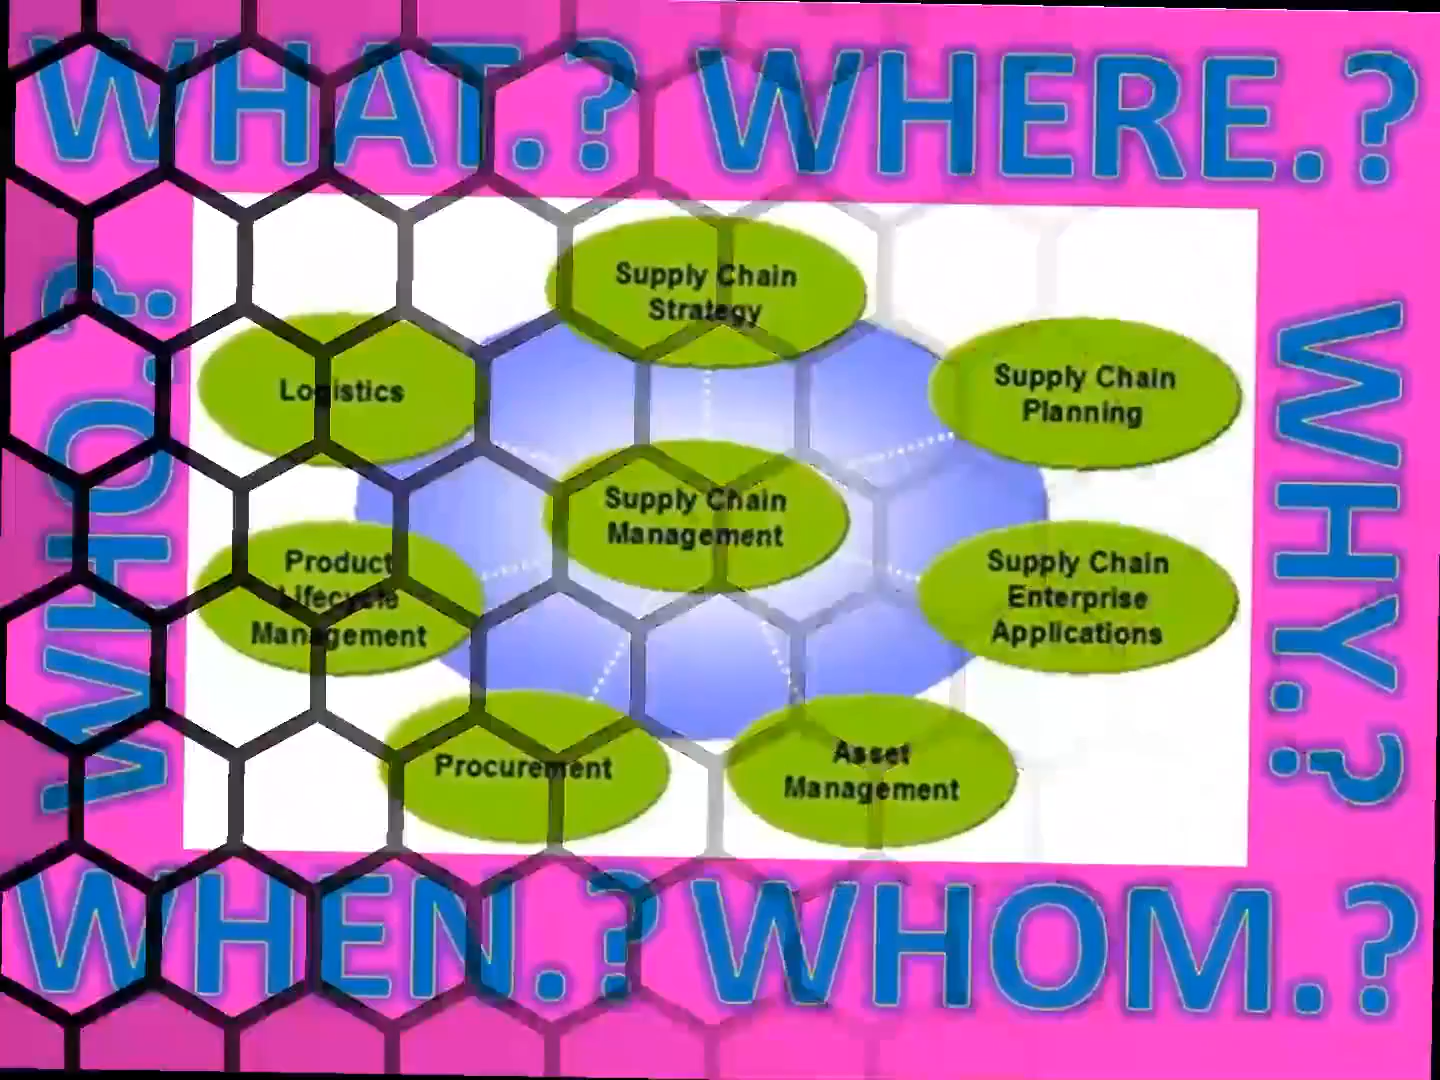 WHAT.? WHERE.?
WHO.?
WHY.?
Supply Chain
Strategy
Logistics
Supply Chain
Planning
Supply Chain
Management
Product
Lifecycle
Management
Supply Chain
Enterprise
Applications
Procurement
Asset
Management
WHEN.? WHOM.?